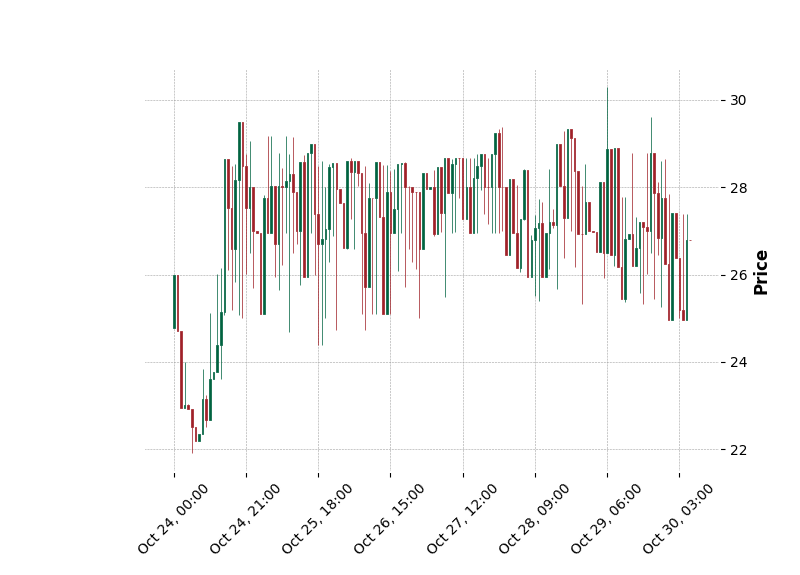 30
28
26
24
22
Price
Oct 24, 00:00
Oct 24, 21:00
Oct 25, 18:00
Oct 26, 15:00
Oct 27, 12:00
Oct 28, 09:00
Oct 29, 06:00
Oct 30, 03:00